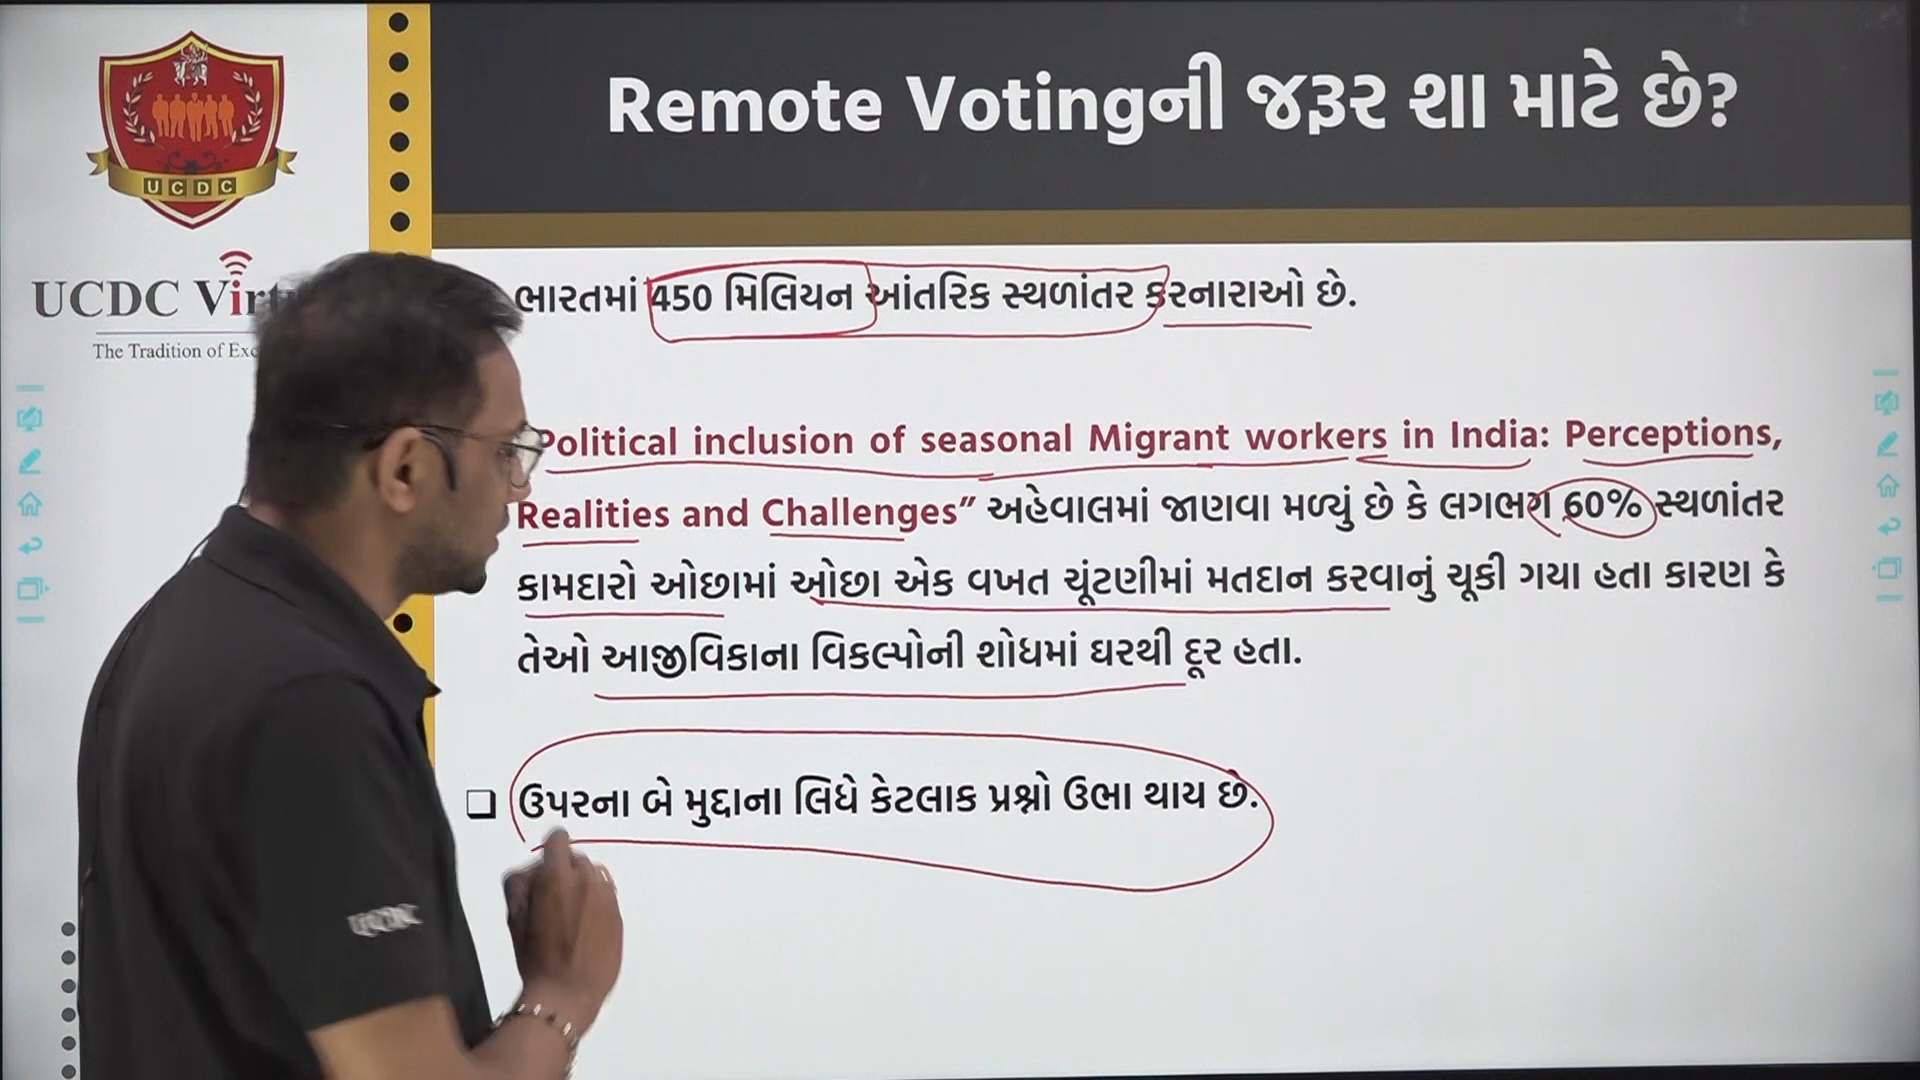 Remote Votingની જરૂર શા માટે છે?
UCDC
UCDC
The Tradition of
ભારતમાં 450 મિલિયન આંતરિક સ્થળાંતર કરનારાઓ છે.
Political inclusion of seasonal Migrant workers in India: Perceptions,
Realities and Challenges” અહેવાલમાં જાણવા મળ્યું છે કે લગભગ 60% સ્થળાંતર
કામદારો ઓછામાં ઓછા એક વખત ચૂંટણીમાં મતદાન કરવાનું ચૂકી ગયા હતા કારણ કે
તેઓ આજીવિકાના વિકલ્પોની શોધમાં ઘરથી દૂર હતા.
❑ ઉપરના બે મુદ્દાના લિધે કેટલાક પ્રશ્નો ઉભા થાય છે.
UCDC